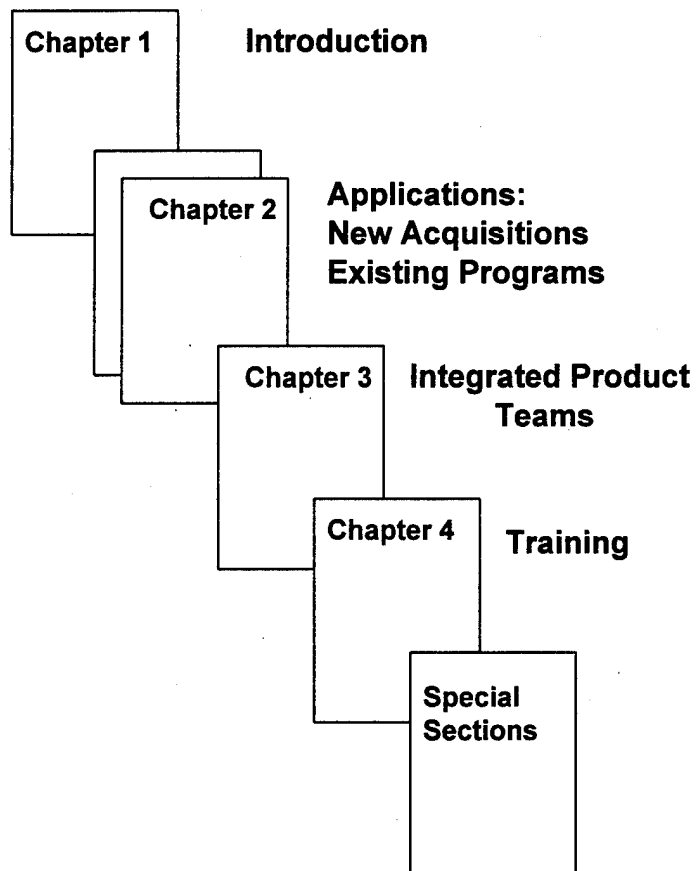 Chapter 1
Introduction
Chapter 2
Applications:
New Acquisitions
Existing Programs
Chapter 3
Integrated Product
Teams
Chapter 4
Training
Special
Sections